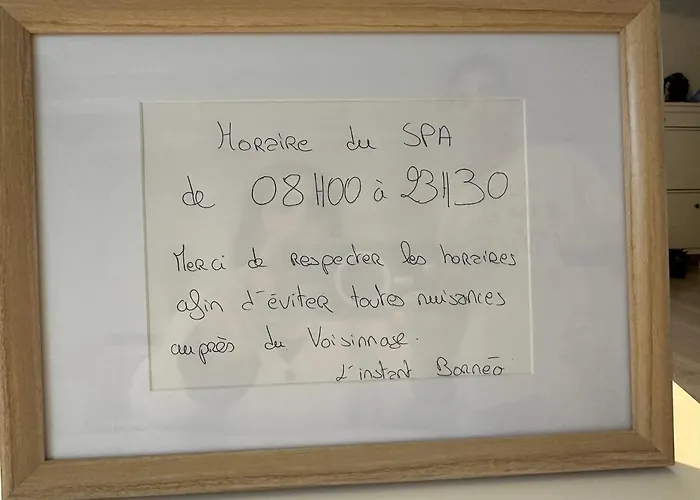 Horaire du SPA
de 08H00 à 23H30
Merci de respecter les horaires
afin d'éviter toutes nuisances
auprès du Voisinnage.
L'instant Bornéo